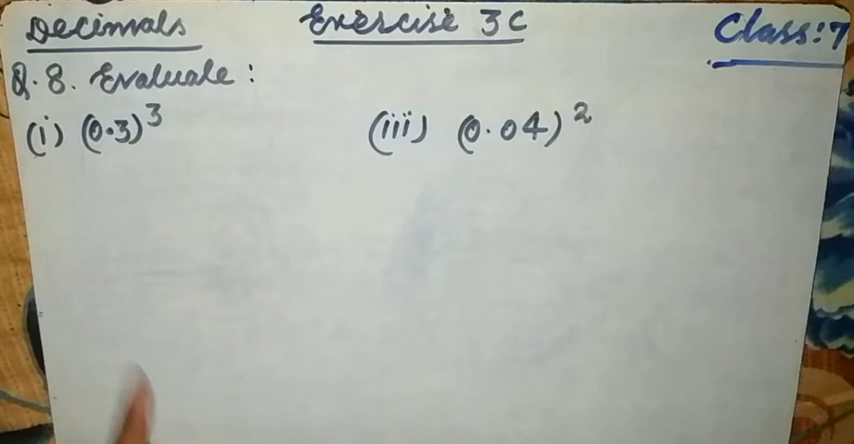 Decimals Exercise 3C Class:7
Q.8. Evaluate:
(i) (0.3)³ (iii) (0.04)²